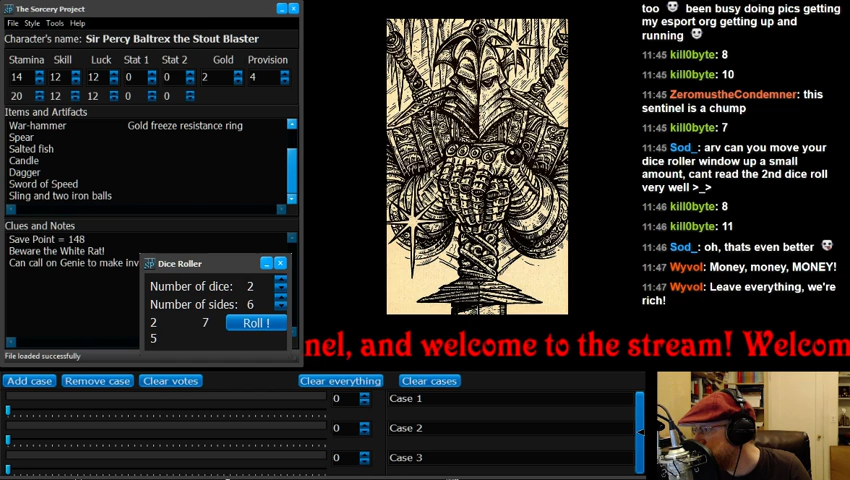 The Sorcery Project
File Style Tools Help
Character's name: Sir Percy Baltrex the Stout Blaster
Stamina Skill Luck Stat 1 Stat 2 Gold Provision
14 12 12 0 0 2 4
20 12 12 0 0
Items and Artifacts
War-hammer Gold freeze resistance ring
Spear
Salted fish
Candle
Dagger
Sword of Speed
Sling and two iron balls
Clues and Notes
Save Point = 148
Beware the White Rat!
Can call on Genie to make inv
Dice Roller
Number of dice: 2
Number of sides: 6
2 7 Roll !
5
File loaded successfully
nel, and welcome to the stream! Welcom
Add case Remove case Clear votes Clear everything Clear cases
0 Case 1
0 Case 2
0 Case 3
too been busy doing pics getting
my esport org getting up and
running
11:45 kill0byte: 8
11:45 kill0byte: 10
11:45 ZeromustheCondemner: this
sentinel is a chump
11:45 kill0byte: 7
11:45 Sod_: arv can you move your
dice roller window up a small
amount, cant read the 2nd dice roll
very well >_>
11:46 kill0byte: 8
11:46 kill0byte: 11
11:46 Sod_: oh, thats even better
11:47 Wyvol: Money, money, MONEY!
11:47 Wyvol: Leave everything, we're
rich!